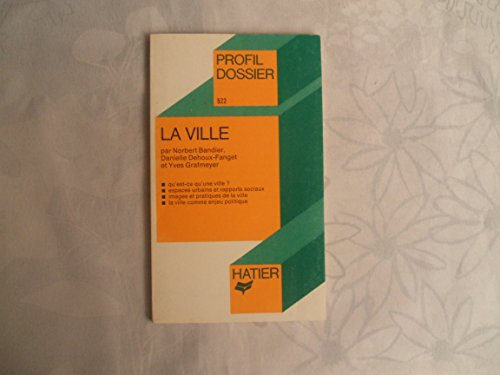 PROFIL
DOSSIER
522
LA VILLE
par Norbert Bandier,
Danielle Dehoux-Fanget
et Yves Grafmeyer
qu'est-ce qu'une ville ?
espaces urbains et rapports sociaux
images et pratiques de la ville
la ville comme enjeu politique
HATIER